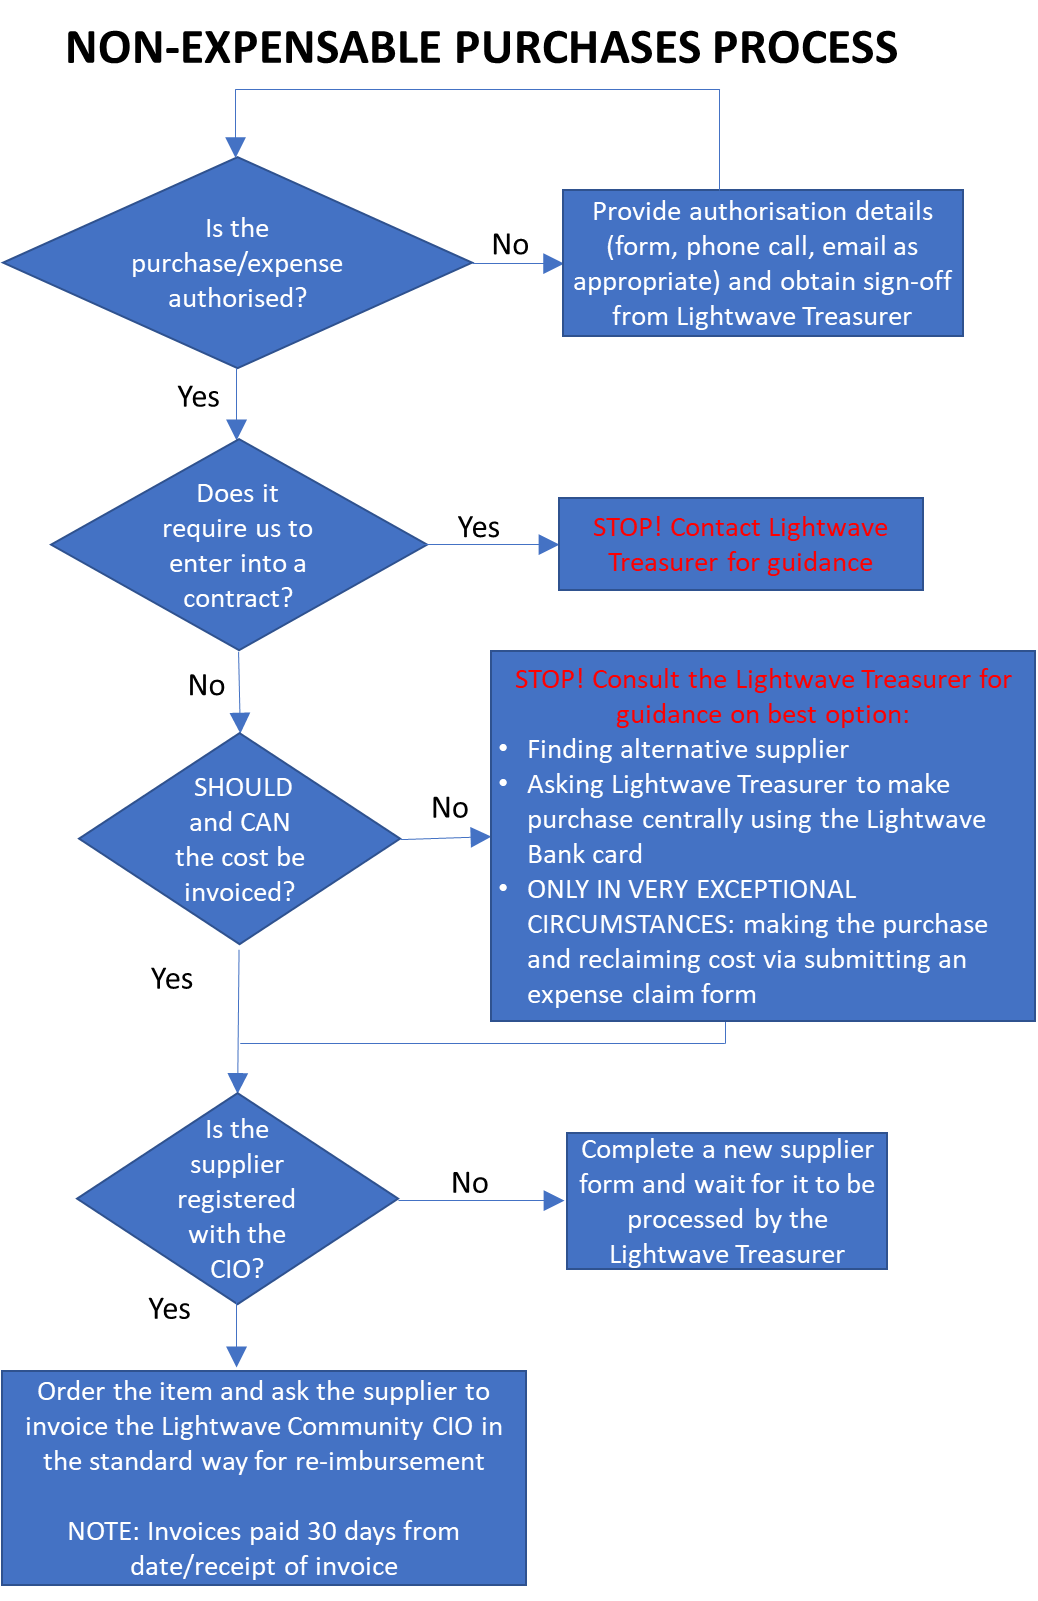 NON-EXPENSABLE PURCHASES PROCESS
Is the
purchase/expense
authorised?
No
Provide authorisation details
(form, phone call, email as
appropriate) and obtain sign-off
from Lightwave Treasurer
Yes
Does it
require us to
enter into a
contract?
Yes
STOP! Contact Lightwave
Treasurer for guidance
No
SHOULD
and CAN
the cost be
invoiced?
No
STOP! Consult the Lightwave Treasurer for
guidance on best option:
• Finding alternative supplier
• Asking Lightwave Treasurer to make
purchase centrally using the Lightwave
Bank card
• ONLY IN VERY EXCEPTIONAL
CIRCUMSTANCES: making the purchase
and reclaiming cost via submitting an
expense claim form
Yes
Is the
supplier
registered
with the
CIO?
No
Complete a new supplier
form and wait for it to be
processed by the
Lightwave Treasurer
Yes
Order the item and ask the supplier to
invoice the Lightwave Community CIO in
the standard way for re-imbursement
NOTE: Invoices paid 30 days from
date/receipt of invoice